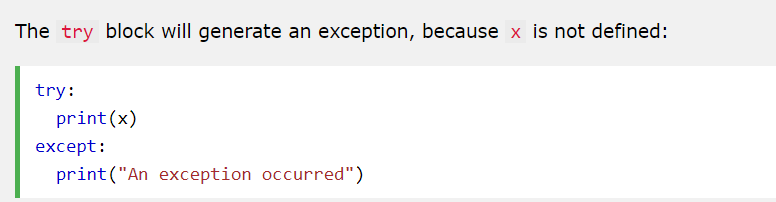 The try block will generate an exception, because x is not defined:
try:
  print(x)
except:
  print("An exception occurred")